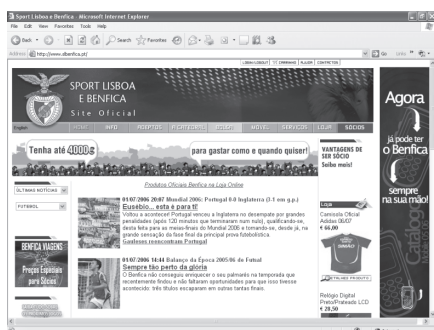 Sport Lisboa e Benfica - Microsoft Internet Explorer
File Edit View Favorites Tools Help
Back Search Favorites
Address http://www.slbenfica.pt/ Go Links
SPORT LISBOA
E BENFICA
Site Oficial
English HOME INFO MÓVEL SERVIÇOS LOJA SÓCIOS
Tenha até 4000€ para gastar como e quando quiser!
VANTAGENS DE
SER SÓCIO
Saiba mais!
Agora
já pode ter
o Benfica
sempre
na sua mão!
Produtos Oficiais Benfica na Loja Online
ÚLTIMAS NOTÍCIAS
FUTEBOL
BENFICA VIAGENS
Preços Especiais
para Sócios
01/07/2006 20:07 Mundial 2006: Portugal 0-0 Inglaterra (3-1 em g.p.)
Eusébio... esta é para ti!
Voltou a acontecer! Portugal venceu a Inglaterra no desempate por grandes
penalidades (após 120 minutos que terminaram num nulo), qualificando-se,
desta feita para as meias-finais do Mundial 2006 e tornando-se, desde já, na
grande sensação da fase final da principal prova futebolística.
Gauleses reencontram Portugal
01/07/2006 14:44 Balanço da Época 2005/06 de Futsal
Sempre tão perto da glória
O Benfica não conseguiu enriquecer o seu palmarés na temporada que
recentemente findou e não faltaram oportunidades para que isso tivesse
acontecido: três títulos escaparam em outras tantas finais.
Loja
Camisola Oficial
Adidas 06/07
€ 66,00
DETALHES PRODUTO
Relógio Digital
Preto/Prateado LCD
€ 28,50